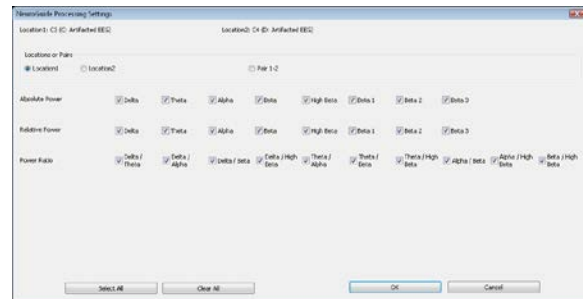 NeuroGuide Processing Settings
Location1: C3 (C: Artifacted EEG) Location2: C4 (D: Artifacted EEG)
Locations or Pairs
Location1 Location2 Pair 1-2
Absolute Power Delta Theta Alpha Beta High Beta Beta 1 Beta 2 Beta 3
Relative Power Delta Theta Alpha Beta High Beta Beta 1 Beta 2 Beta 3
Power Ratio Delta / Theta Delta / Alpha Delta / Beta Delta / High Beta Theta / Alpha Theta / Beta Theta / High Beta Alpha / Beta Alpha / High Beta Beta / High Beta
Select All Clear All OK Cancel